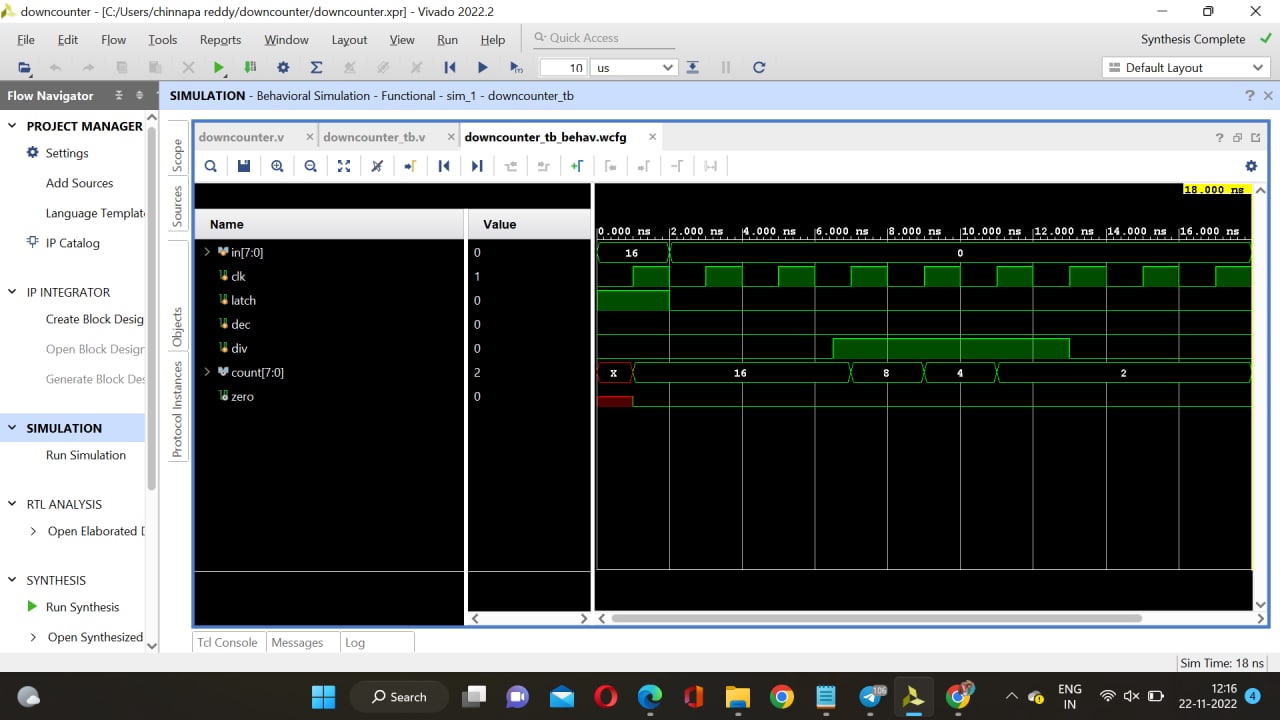 downcounter - [C:/Users/chinnapa reddy/downcounter/downcounter.xpr] - Vivado 2022.2
File Edit Flow Tools Reports Window Layout View Run Help Quick Access Synthesis Complete
10 us Default Layout
Flow Navigator
SIMULATION - Behavioral Simulation - Functional - sim_1 - downcounter_tb
PROJECT MANAGER
Settings
Add Sources
Language Templat
IP Catalog
IP INTEGRATOR
Create Block Desig
Open Block Design
Generate Block Des
SIMULATION
Run Simulation
RTL ANALYSIS
Open Elaborated D
SYNTHESIS
Run Synthesis
Open Synthesized
Scope
Sources
Objects
Protocol Instances
downcounter.v downcounter_tb.v downcounter_tb_behav.wcfg
18.000 ns
Name Value
0.000 ns 2.000 ns 4.000 ns 6.000 ns 8.000 ns 10.000 ns 12.000 ns 14.000 ns 16.000 ns
in[7:0] 0 16 0
clk 1
latch 0
dec 0
div 0
count[7:0] 2 X 16 8 4 2
zero 0
Tcl Console Messages Log
Sim Time: 18 ns
Search
106
ENG
IN
12:16
22-11-2022
4